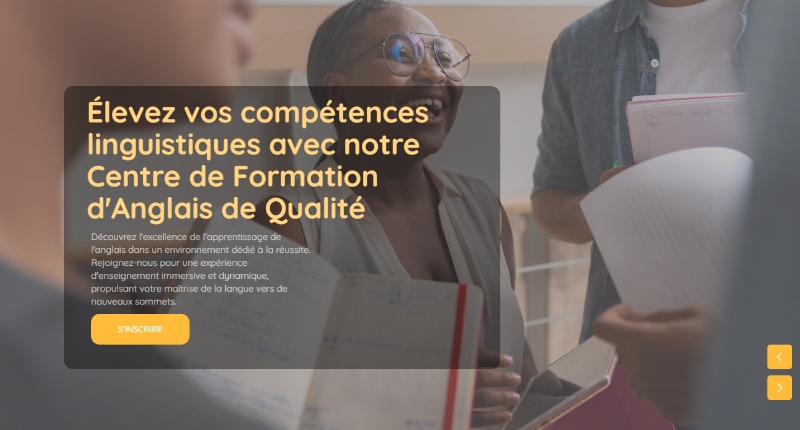 Élevez vos compétences
linguistiques avec notre
Centre de Formation
d'Anglais de Qualité
Découvrez l'excellence de l'apprentissage de
l'anglais dans un environnement dédié à la réussite.
Rejoignez-nous pour une expérience
d'enseignement immersive et dynamique,
propulsant votre maîtrise de la langue vers de
nouveaux sommets.
S'INSCRIRE